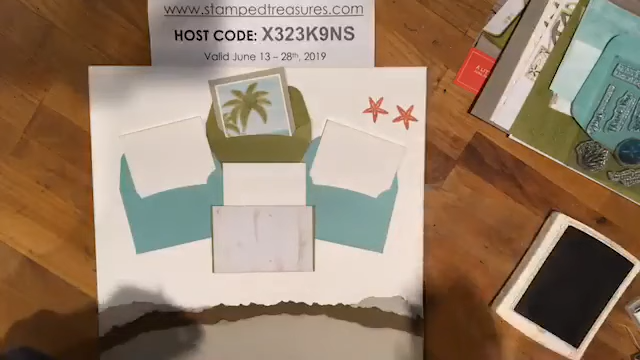 www.stampedtreasures.com
HOST CODE: X323K9NS
Valid June 13 – 28th, 2019